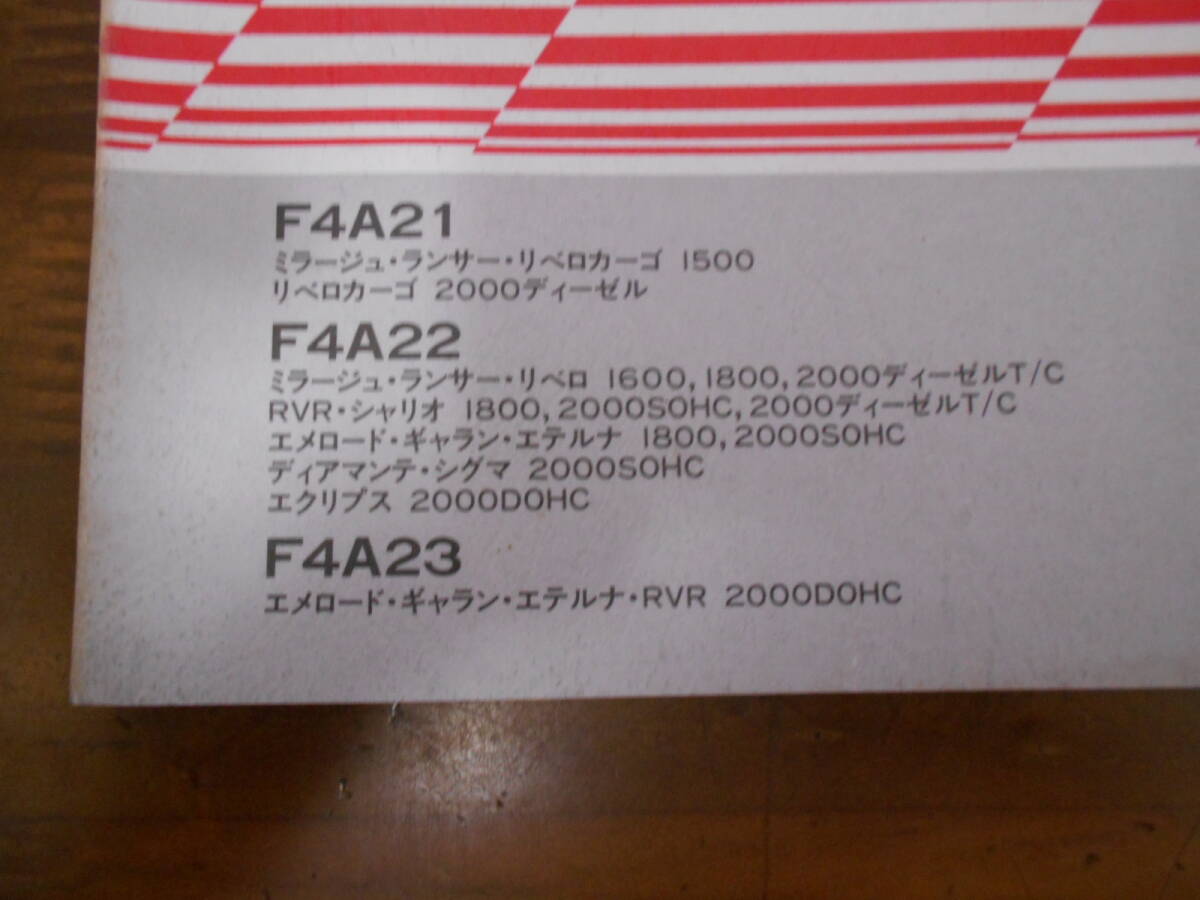 F4A21
ミラージュ・ランサー・リベロカーゴ 1500
リベロカーゴ 2000ディーゼル
F4A22
ミラージュ・ランサー・リベロ 1600, 1800, 2000ディーゼルT/C
RVR・シャリオ 1800, 2000SOHC, 2000ディーゼルT/C
エメロード・ギャラン・エテルナ 1800, 2000SOHC
ディアマンテ・シグマ 2000SOHC
エクリプス 2000DOHC
F4A23
エメロード・ギャラン・エテルナ・RVR 2000DOHC